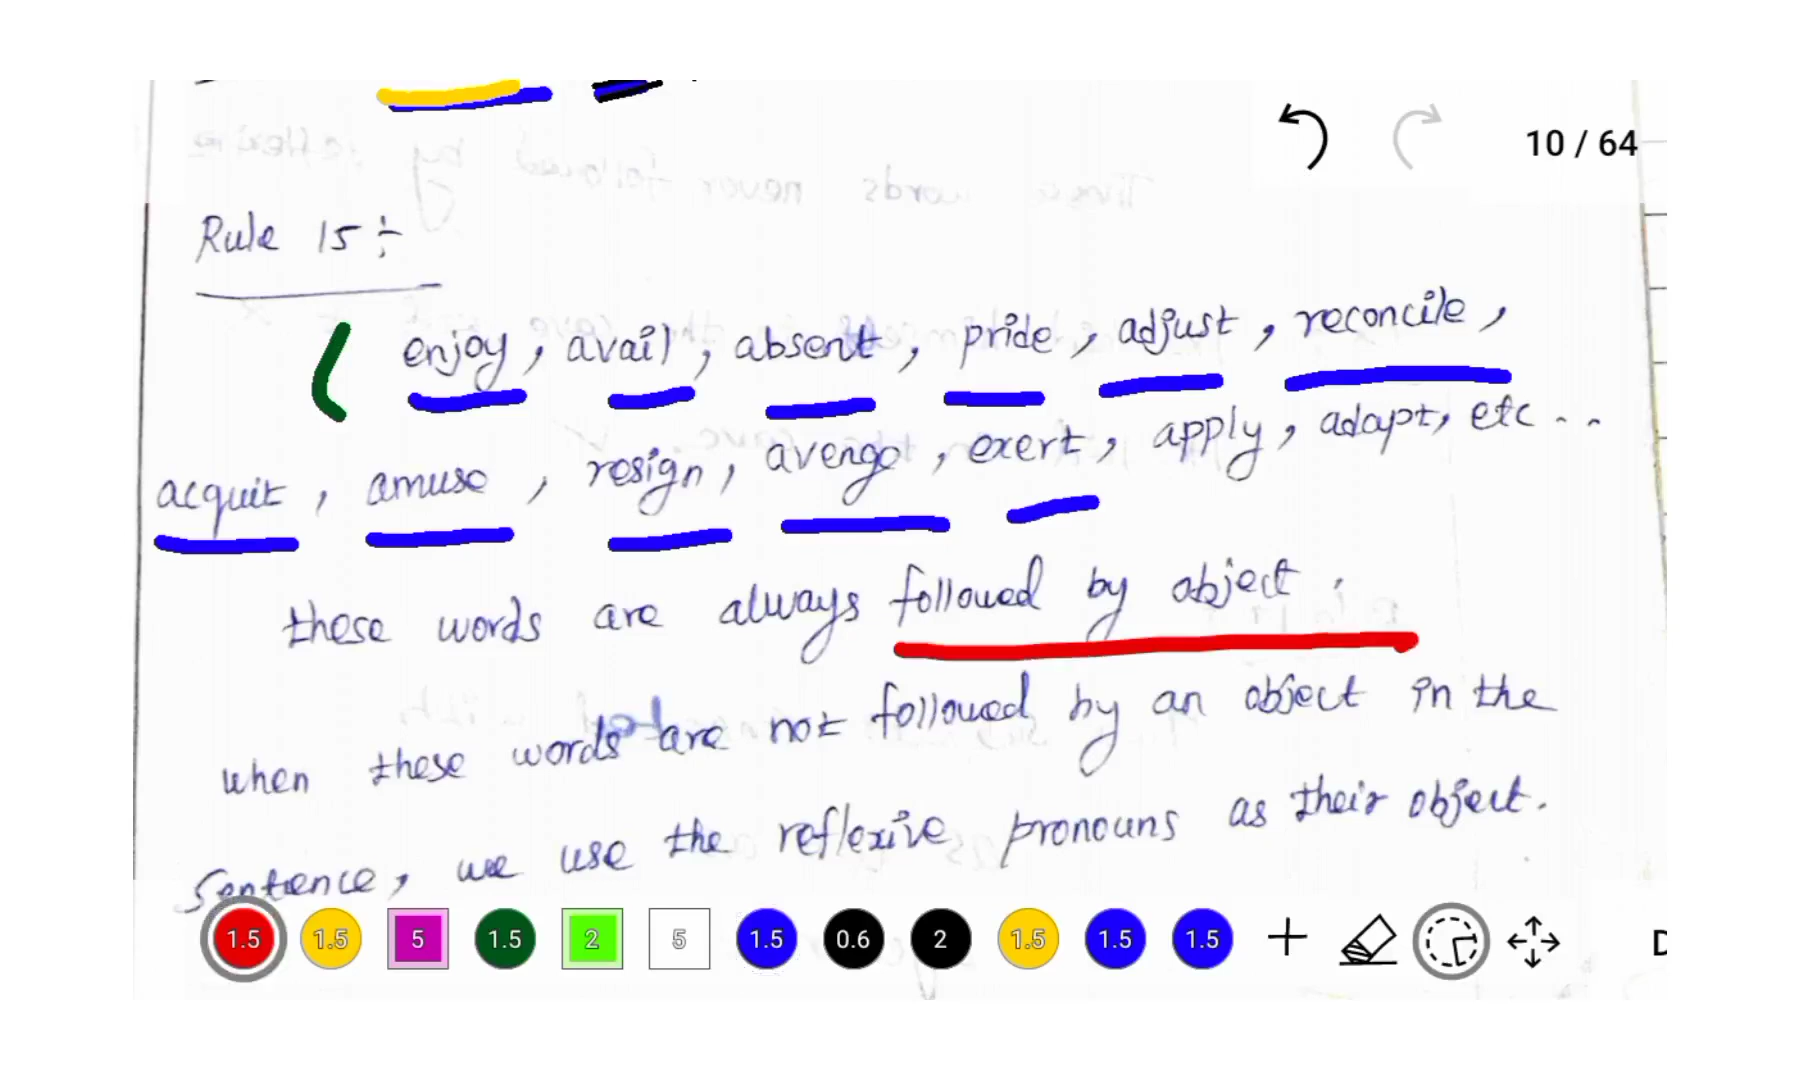 10 / 64
Rule 15 :-
enjoy, avail, absent, pride, adjust, reconcile,
acquit, amuse, resign, avenge, exert, apply, adapt, etc...
these words are always followed by object.
when these words are not followed by an object in the
sentence, we use the reflexive pronouns as their object.
1.5 1.5 5 1.5 2 5 1.5 0.6 2 1.5 1.5 1.5